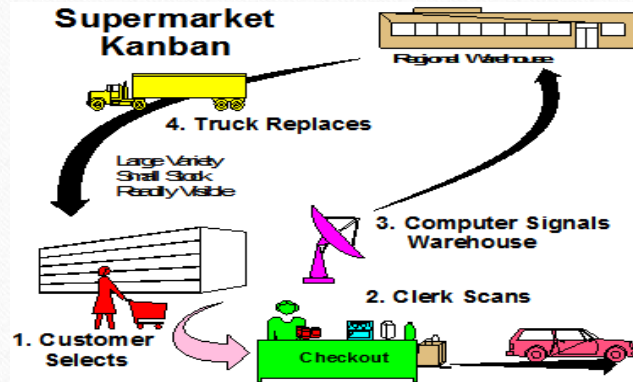 Supermarket
Kanban
Regional Warehouse
4. Truck Replaces
Large Variety
Small Stock
Readily Visible
3. Computer Signals
Warehouse
2. Clerk Scans
1. Customer
Selects
Checkout